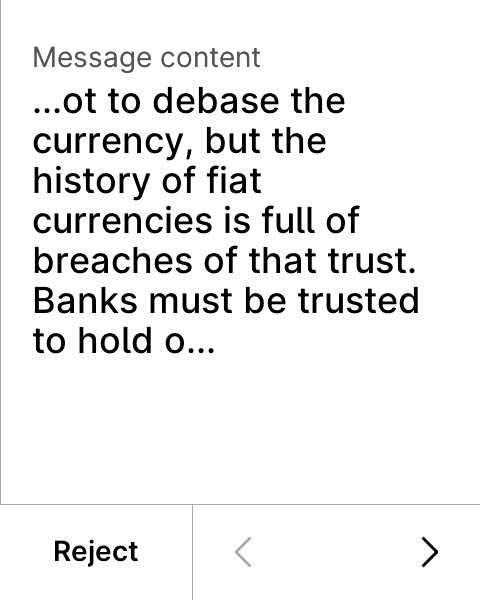 Message content
...ot to debase the
currency, but the
history of fiat
currencies is full of
breaches of that trust.
Banks must be trusted
to hold o...
Reject